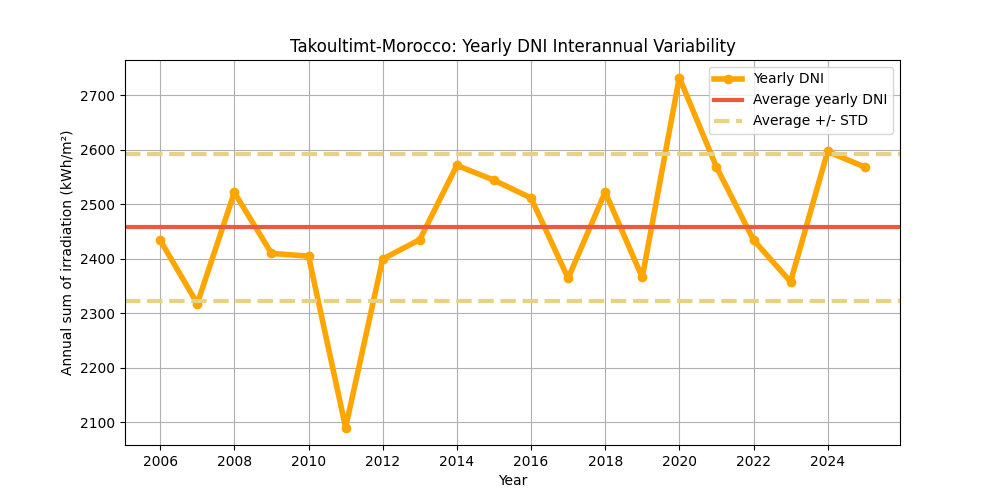 Takoultimt-Morocco: Yearly DNI Interannual Variability
Yearly DNI
Average yearly DNI
Average +/- STD
Annual sum of irradiation (kWh/m²)
2700
2600
2500
2400
2300
2200
2100
2006 2008 2010 2012 2014 2016 2018 2020 2022 2024
Year